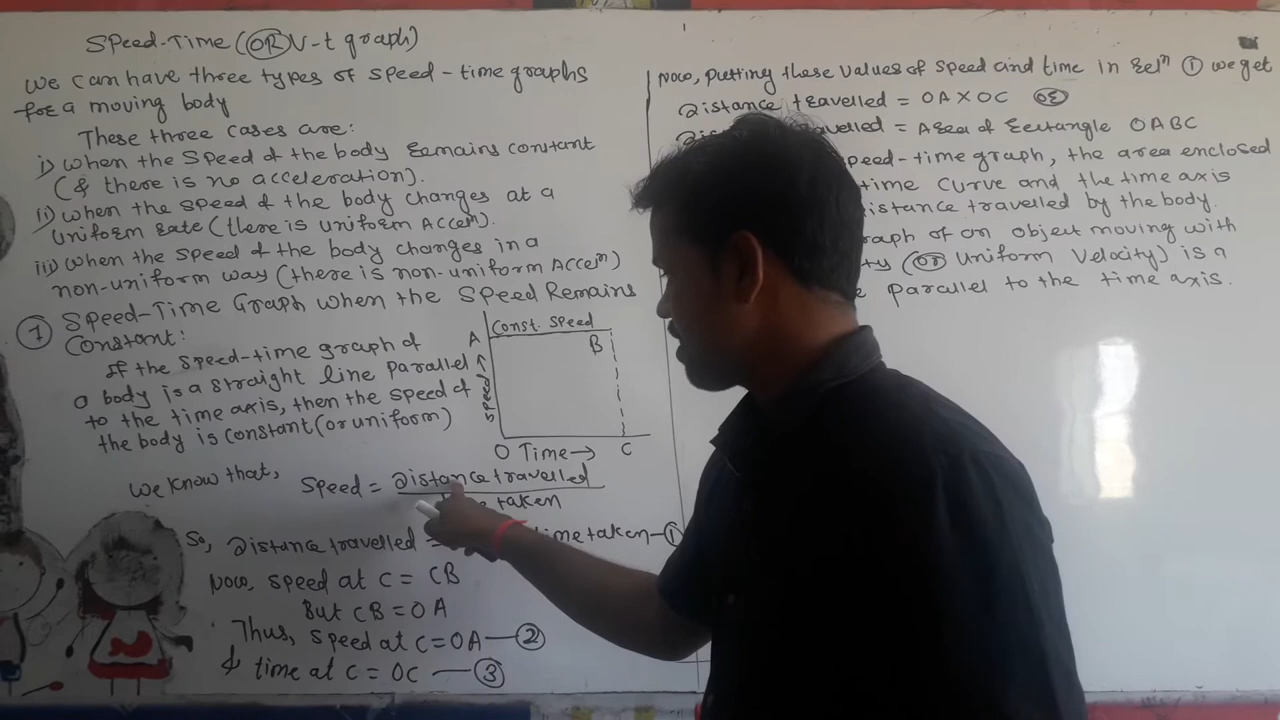 Speed-Time (OR) V-t graph)
We can have three types of speed-time graphs
for a moving body
These three cases are:
i) When the speed of the body remains constant
(& there is no acceleration).
ii) When the speed of the body changes at a
uniform rate (there is uniform Accen).
iii) When the speed of the body changes in a
non-uniform way (there is non-uniform Accen)
1 Speed-Time Graph when the Speed Remains
Constant:
If the speed-time graph of
a body is a straight line parallel
to the time axis, then the speed of
the body is constant (or uniform)
A
Const. speed
B
Speed →
O Time→ C
We know that, Speed = Distance travelled
taken
So, Distance travelled = time taken - 1
Now, speed at C = CB
But CB = OA
Thus, speed at C = OA — 2
& time at C = OC — 3
Now, putting these values of speed and time in reln 1 we get
Distance travelled = OA X OC OR
travelled = Area of rectangle OABC
speed-time graph, the area enclosed
time curve and the time axis
distance travelled by the body.
graph of an object moving with
(OR uniform velocity) is a
parallel to the time axis.